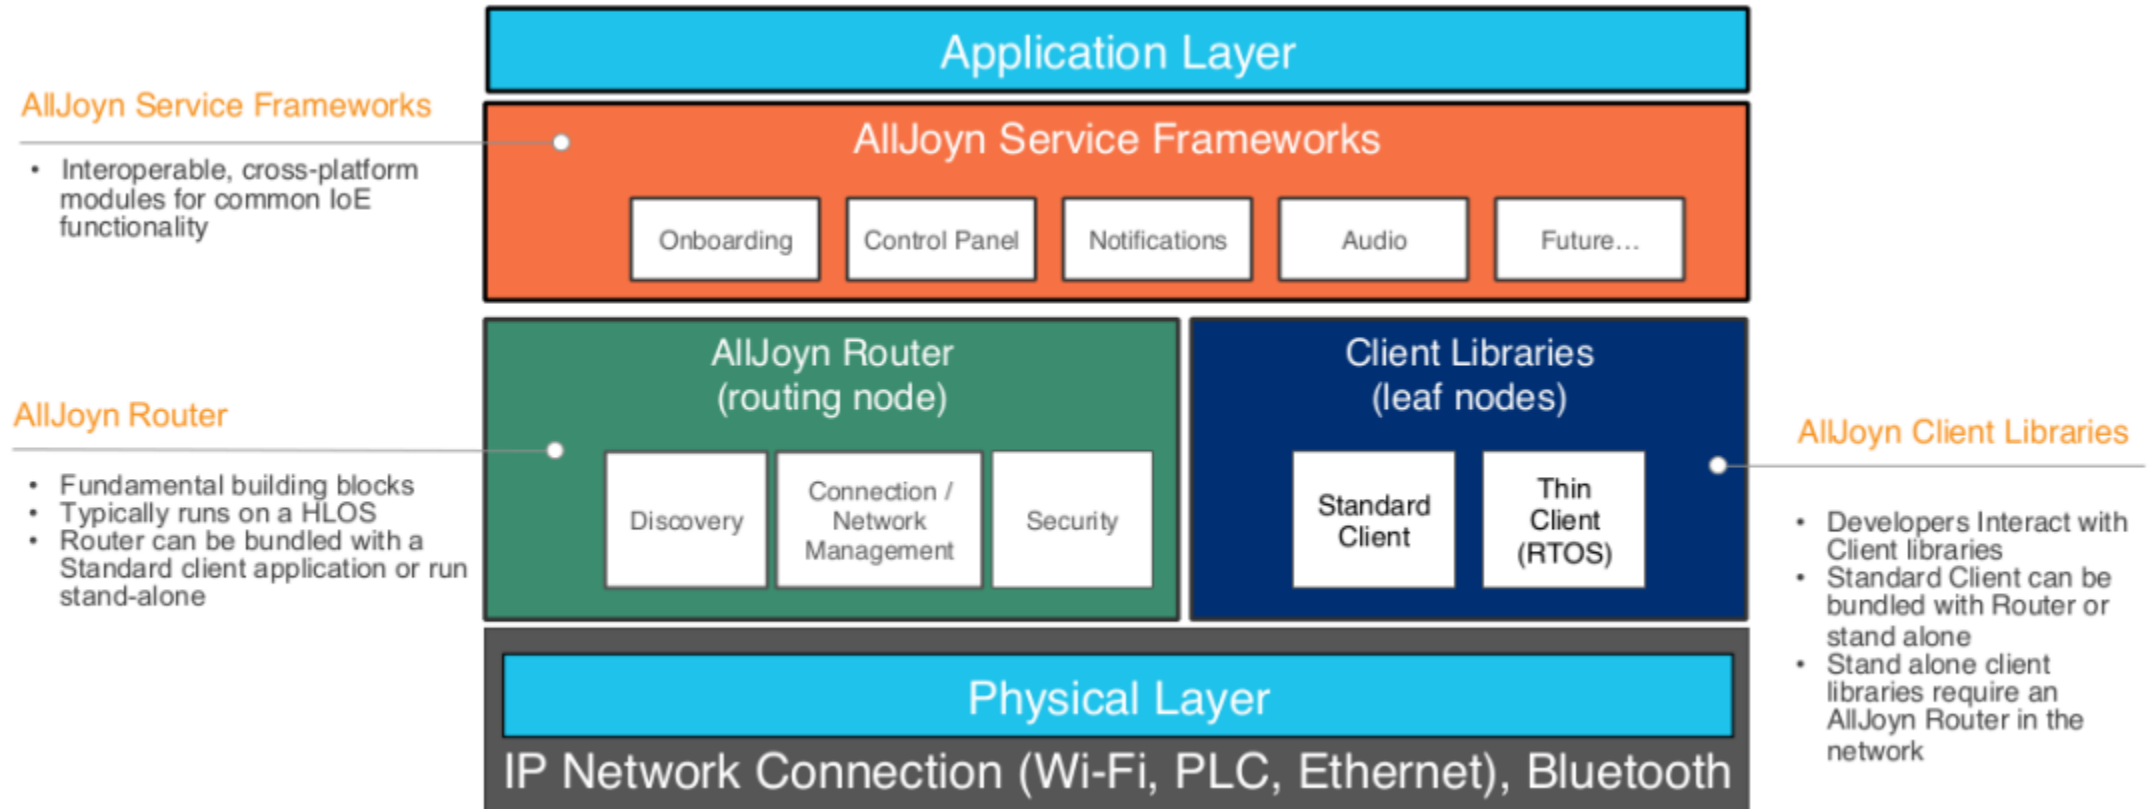 Application Layer
AllJoyn Service Frameworks
• Interoperable, cross-platform
modules for common IoE
functionality
AllJoyn Service Frameworks
Onboarding
Control Panel
Notifications
Audio
Future...
AllJoyn Router
• Fundamental building blocks
• Typically runs on a HLOS
• Router can be bundled with a
Standard client application or run
stand-alone
AllJoyn Router
(routing node)
Discovery
Connection /
Network
Management
Security
Client Libraries
(leaf nodes)
Standard
Client
Thin
Client
(RTOS)
AllJoyn Client Libraries
• Developers Interact with
Client libraries
• Standard Client can be
bundled with Router or
stand alone
• Stand alone client
libraries require an
AllJoyn Router in the
network
Physical Layer
IP Network Connection (Wi-Fi, PLC, Ethernet), Bluetooth